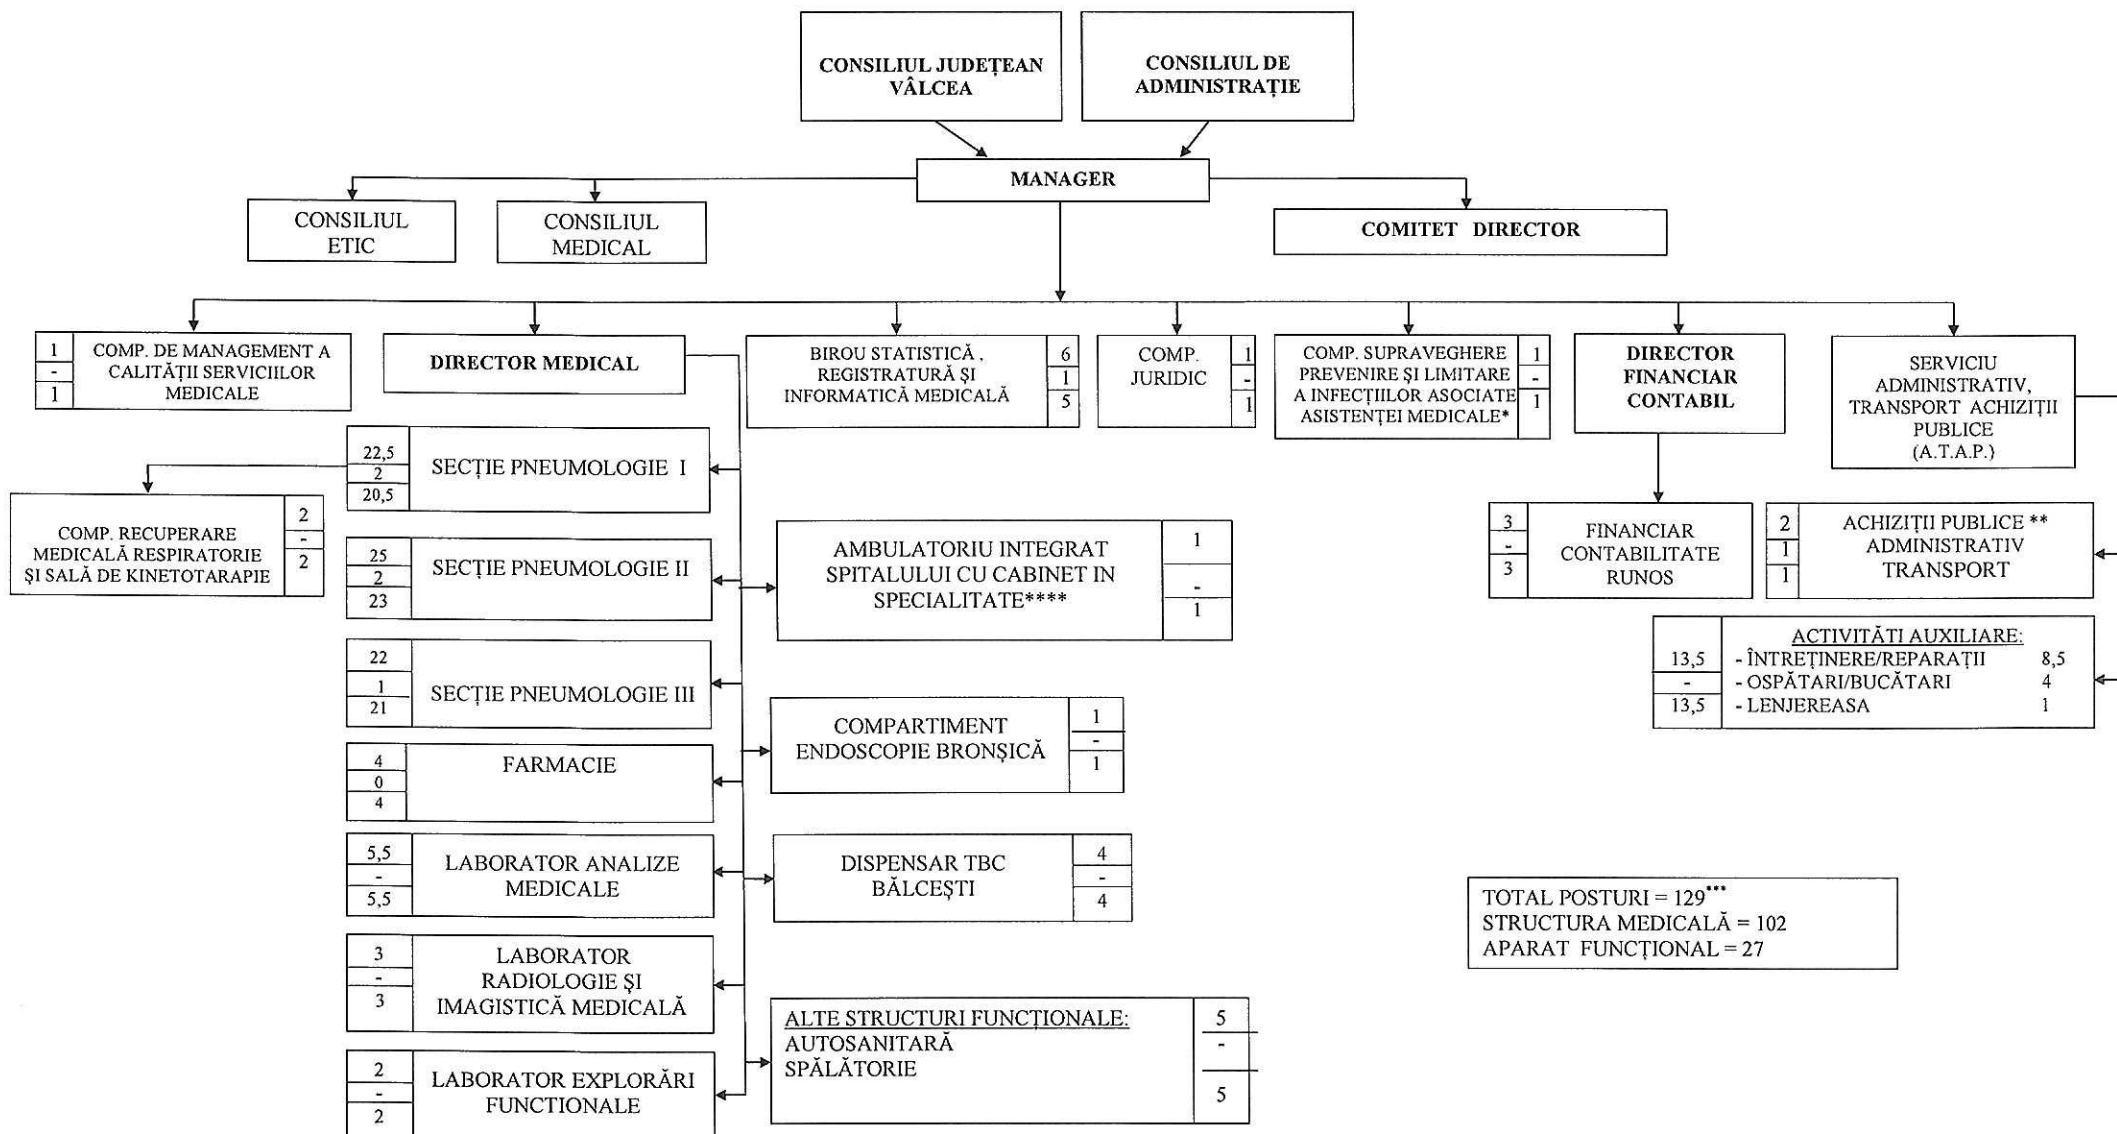 CONSILIUL JUDEȚEAN
VÂLCEA
CONSILIUL DE
ADMINISTRAȚIE
MANAGER
CONSILIUL
ETIC
CONSILIUL
MEDICAL
COMITET DIRECTOR
1
-
1
COMP. DE MANAGEMENT A
CALITĂȚII SERVICIILOR
MEDICALE
DIRECTOR MEDICAL
BIROU STATISTICĂ ,
REGISTRATURĂ ȘI
INFORMATICĂ MEDICALĂ
6
1
5
COMP.
JURIDIC
1
-
1
COMP. SUPRAVEGHERE
PREVENIRE ȘI LIMITARE
A INFECȚIILOR ASOCIATE
ASISTENȚEI MEDICALE*
1
-
1
DIRECTOR
FINANCIAR
CONTABIL
SERVICIU
ADMINISTRATIV,
TRANSPORT ACHIZIȚII
PUBLICE
(A.T.A.P.)
22,5
2
20,5
SECȚIE PNEUMOLOGIE I
COMP. RECUPERARE
MEDICALĂ RESPIRATORIE
ȘI SALĂ DE KINETOTARAPIE
2
-
2
25
2
23
SECȚIE PNEUMOLOGIE II
AMBULATORIU INTEGRAT
SPITALULUI CU CABINET IN
SPECIALITATE****
1
-
1
3
-
3
FINANCIAR
CONTABILITATE
RUNOS
2
1
1
ACHIZIȚII PUBLICE **
ADMINISTRATIV
TRANSPORT
22
1
21
SECȚIE PNEUMOLOGIE III
13,5
-
13,5
ACTIVITĂTI AUXILIARE:
- ÎNTREȚINERE/REPARAȚII 8,5
- OSPĂTARI/BUCĂTARI 4
- LENJEREASA 1
COMPARTIMENT
ENDOSCOPIE BRONȘICĂ
1
-
1
4
0
4
FARMACIE
5,5
-
5,5
LABORATOR ANALIZE
MEDICALE
DISPENSAR TBC
BĂLCEȘTI
4
-
4
TOTAL POSTURI = 129***
STRUCTURA MEDICALĂ = 102
APARAT FUNCȚIONAL = 27
3
-
3
LABORATOR
RADIOLOGIE ȘI
IMAGISTICĂ MEDICALĂ
ALTE STRUCTURI FUNCȚIONALE:
AUTOSANITARĂ
SPĂLĂTORIE
5
-
5
2
-
2
LABORATOR EXPLORĂRI
FUNCTIONALE